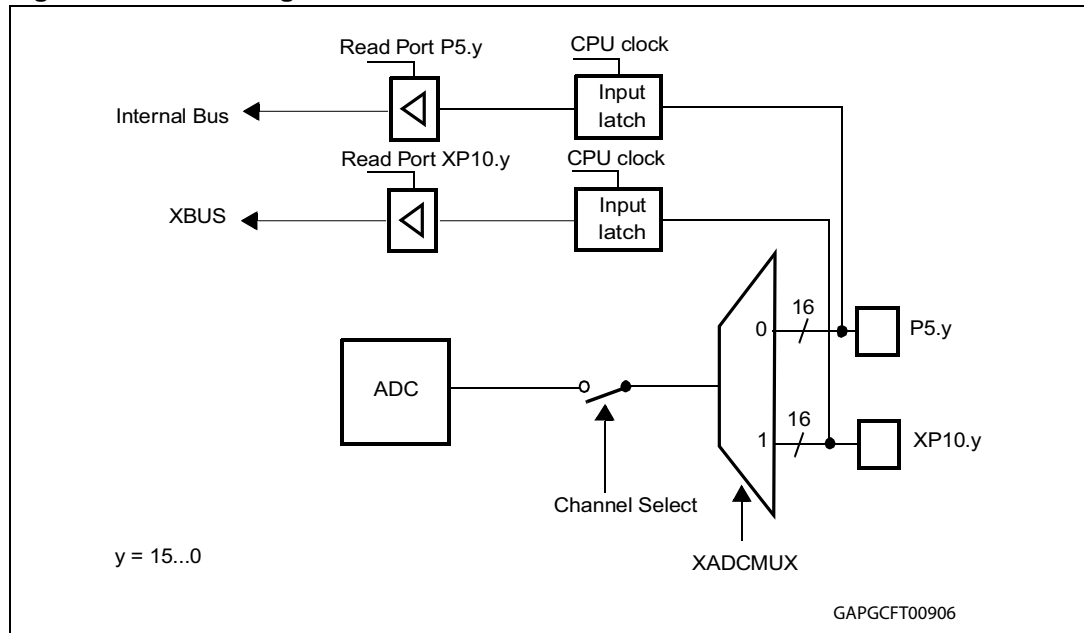 Read Port P5.y
CPU clock
Internal Bus
Input
latch
Read Port XP10.y
CPU clock
XBUS
Input
latch
16
0
P5.y
ADC
16
1
XP10.y
Channel Select
XADCMUX
y = 15...0
GAPGCFT00906